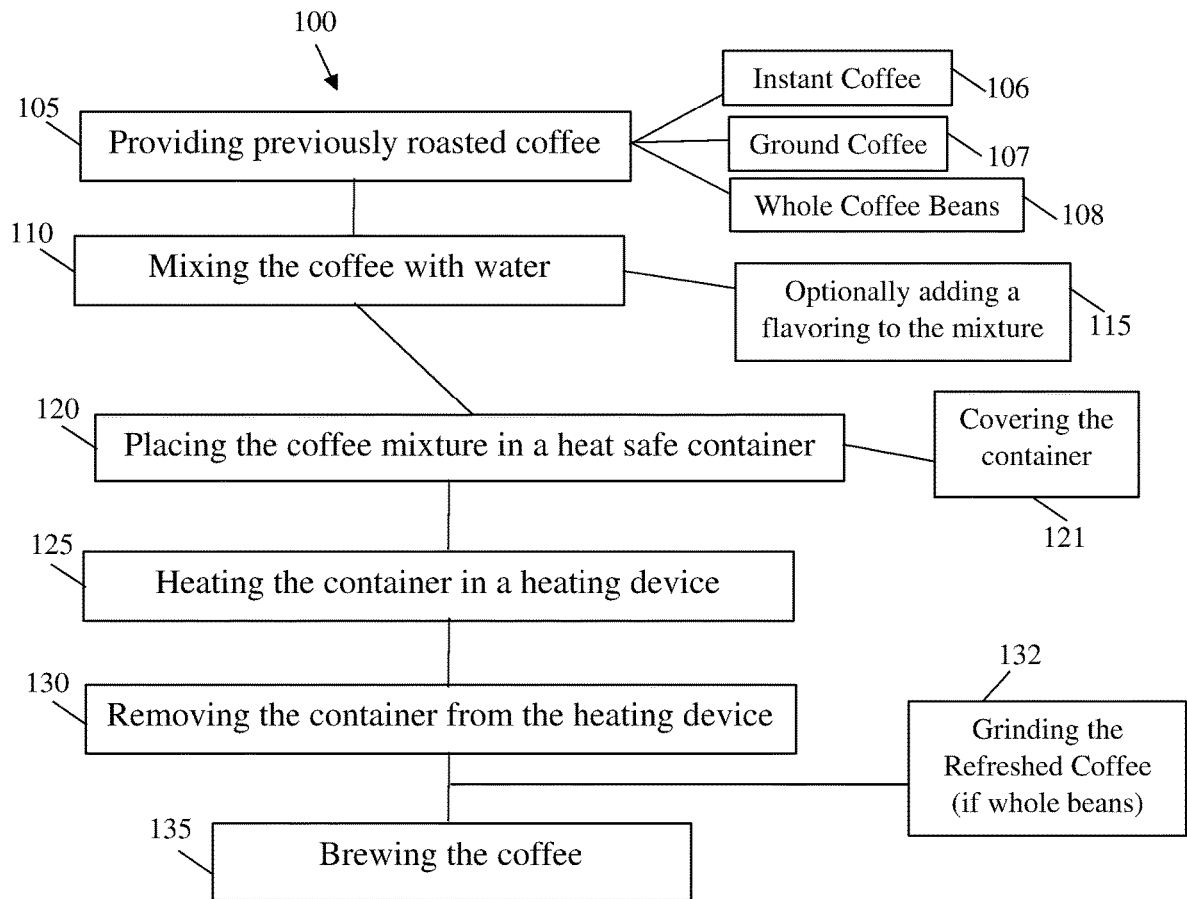 100
105
Providing previously roasted coffee
Instant Coffee
106
Ground Coffee
107
Whole Coffee Beans
108
110
Mixing the coffee with water
Optionally adding a
flavoring to the mixture
115
120
Placing the coffee mixture in a heat safe container
Covering the
container
121
125
Heating the container in a heating device
130
Removing the container from the heating device
132
Grinding the
Refreshed Coffee
(if whole beans)
135
Brewing the coffee